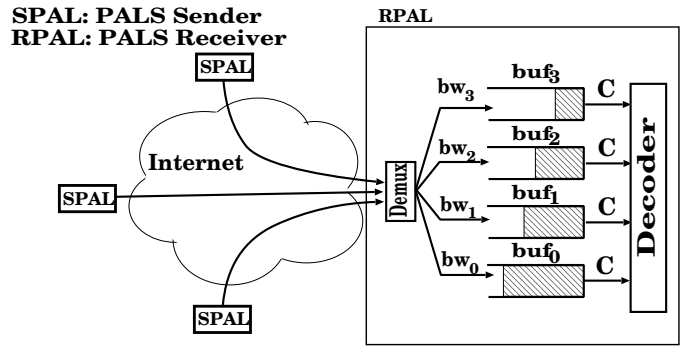 SPAL: PALS Sender
RPAL: PALS Receiver
RPAL
SPAL
SPAL
SPAL
Internet
Demux
bw3
bw2
bw1
bw0
buf3
buf2
buf1
buf0
C
C
C
C
Decoder